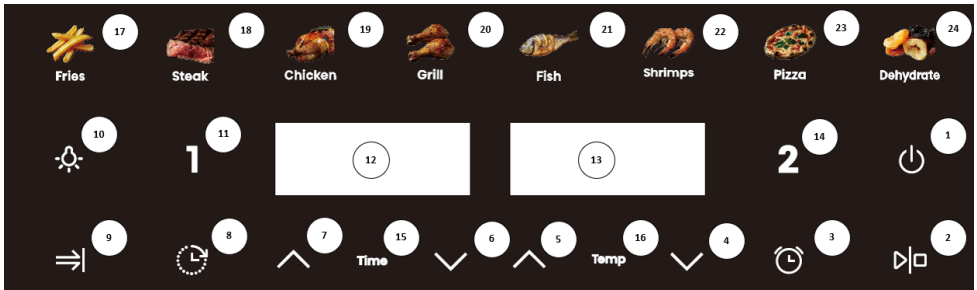 17 18 19 20 21 22 23 24
Fries Steak Chicken Grill Fish Shrimps Pizza Dehydrate
10 11 14 1
1 12 13 2
9 8 7 15 6 5 16 4 3 2
Time Temp